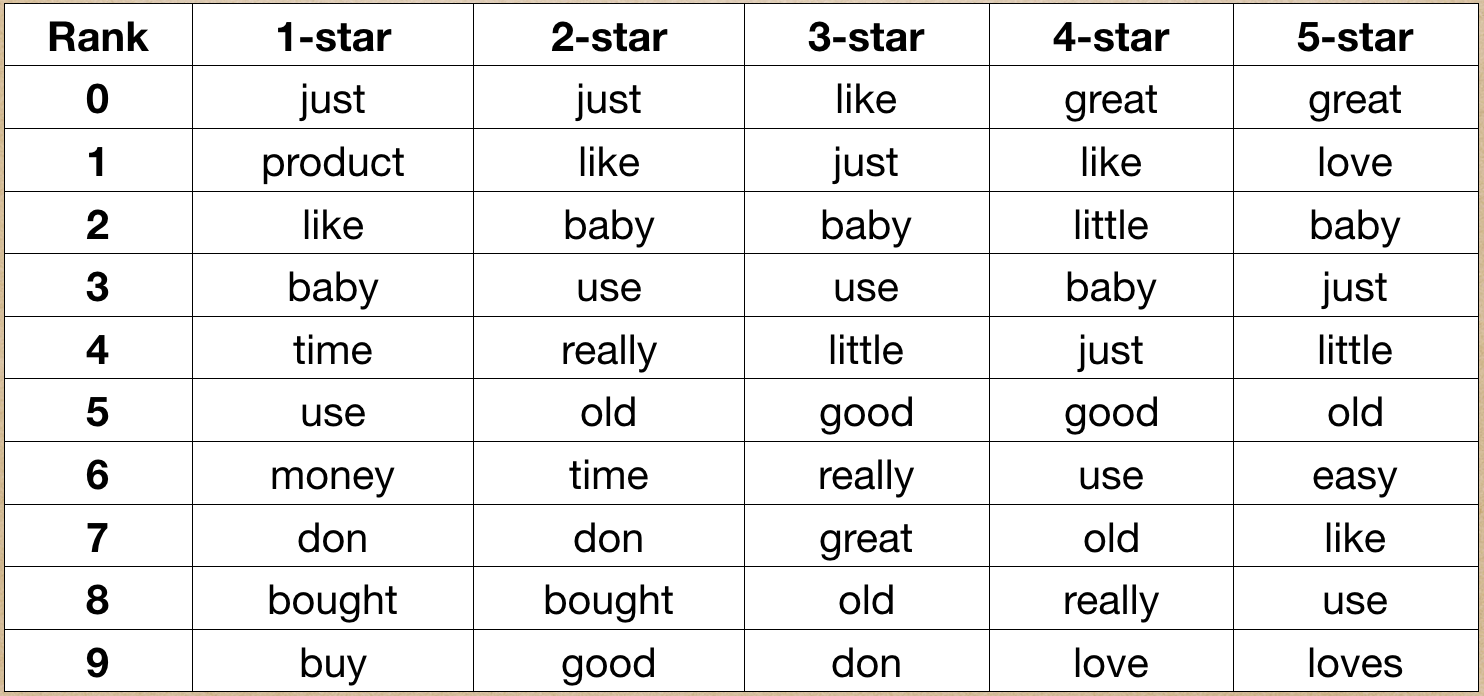 Rank 1-star 2-star 3-star 4-star 5-star
0 just just like great great
1 product like just like love
2 like baby baby little baby
3 baby use use baby just
4 time really little just little
5 use old good good old
6 money time really use easy
7 don don great old like
8 bought bought old really use
9 buy good don love loves